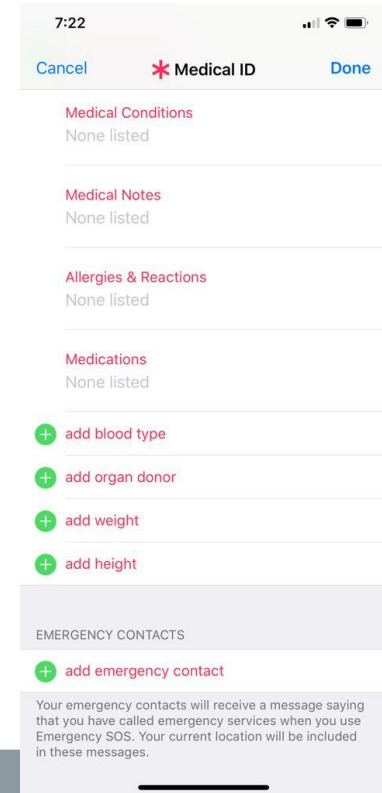 7:22
Cancel Medical ID Done
Medical Conditions
None listed
Medical Notes
None listed
Allergies & Reactions
None listed
Medications
None listed
add blood type
add organ donor
add weight
add height
EMERGENCY CONTACTS
add emergency contact
Your emergency contacts will receive a message saying
that you have called emergency services when you use
Emergency SOS. Your current location will be included
in these messages.